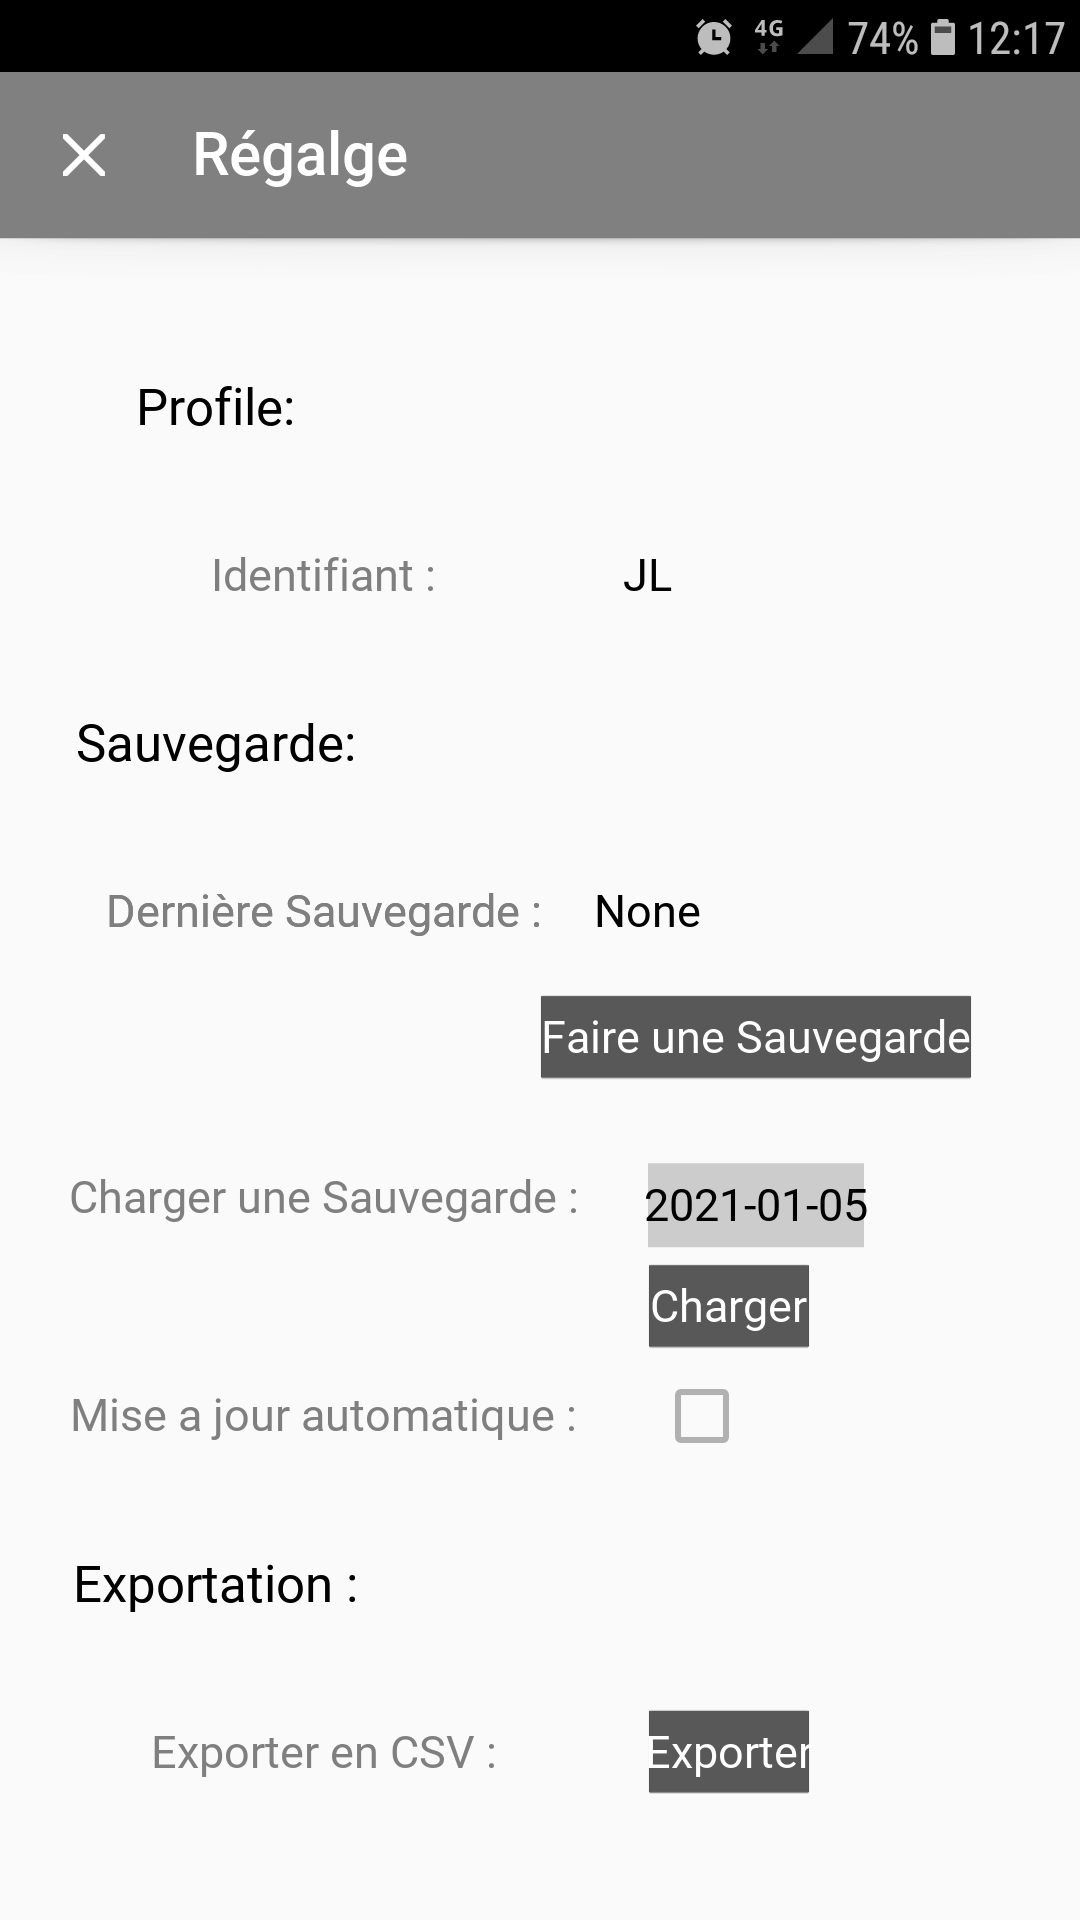 4G 74% 12:17
Régalge
Profile:
Identifiant : JL
Sauvegarde:
Dernière Sauvegarde : None
Faire une Sauvegarde
Charger une Sauvegarde : 2021-01-05
Charger
Mise a jour automatique :
Exportation :
Exporter en CSV : Exporter